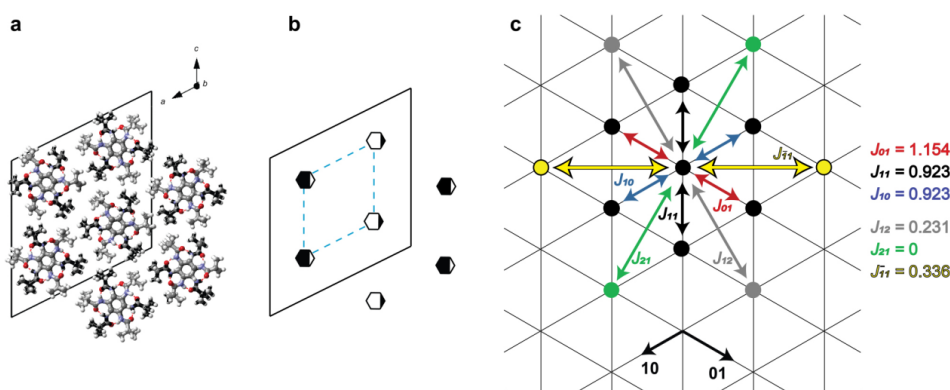 a
c
b
a
b
c
J01
J11
J10
J12
J21
J1̄1
10
01
J01 = 1.154
J11 = 0.923
J10 = 0.923
J12 = 0.231
J21 = 0
J1̄1 = 0.336